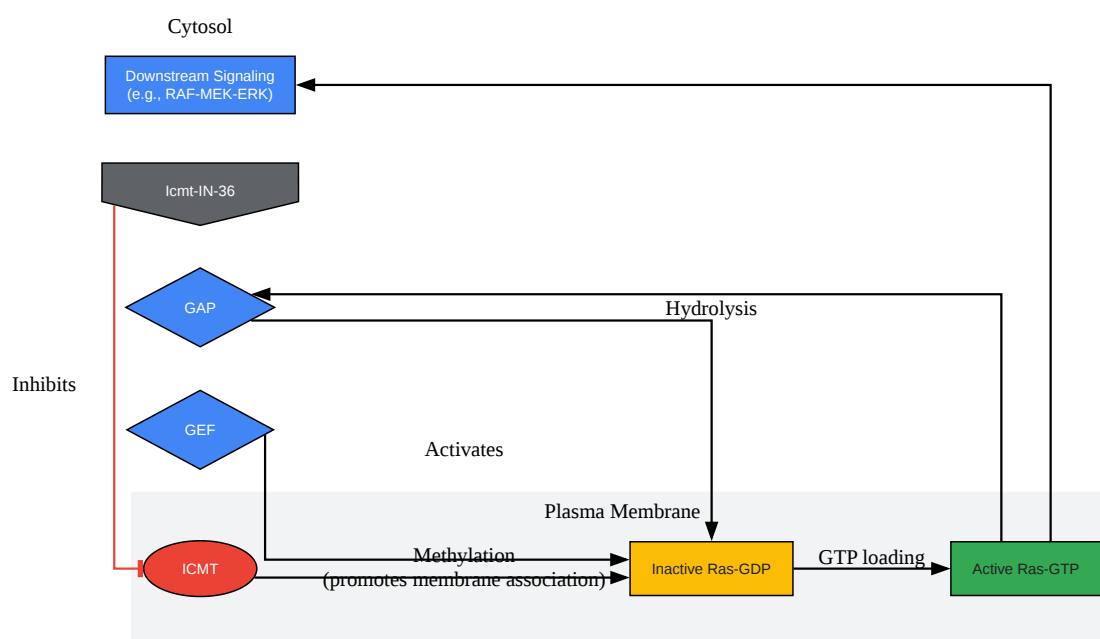 Cytosol
Downstream Signaling
(e.g., RAF-MEK-ERK)
Icmt-IN-36
GAP
Hydrolysis
Inhibits
GEF
Activates
Plasma Membrane
Methylation
(promotes membrane association)
ICMT
Inactive Ras-GDP
GTP loading
Active Ras-GTP